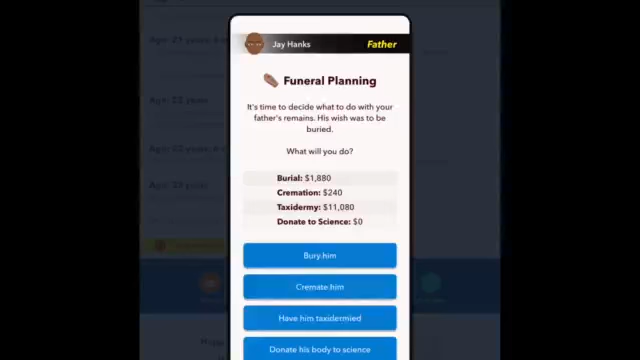 Jay Hanks
Father
Funeral Planning
It's time to decide what to do with your
father's remains. His wish was to be
buried.
What will you do?
Burial: $1,880
Cremation: $240
Taxidermy: $11,080
Donate to Science: $0
Bury him
Cremate him
Have him taxidermied
Donate his body to science